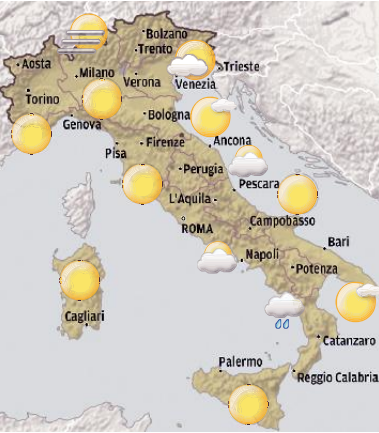 Bolzano
Trento
Aosta
Milano
Verona
Venezia
Trieste
Torino
Genova
Bologna
Pisa
Firenze
Ancona
Perugia
Pescara
L'Aquila
ROMA
Campobasso
Bari
Napoli
Potenza
Cagliari
Catanzaro
Palermo
Reggio Calabria